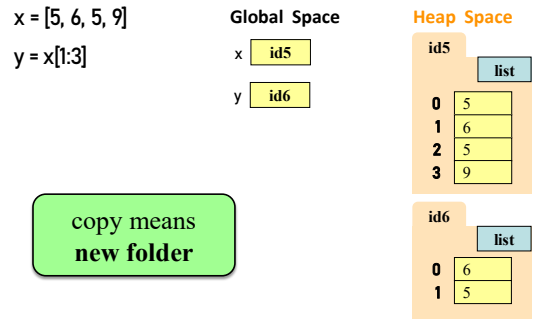 x = [5, 6, 5, 9]
y = x[1:3]
Global Space
x id5
y id6
Heap Space
id5
list
0 5
1 6
2 5
3 9
id6
list
0 6
1 5
copy means
new folder